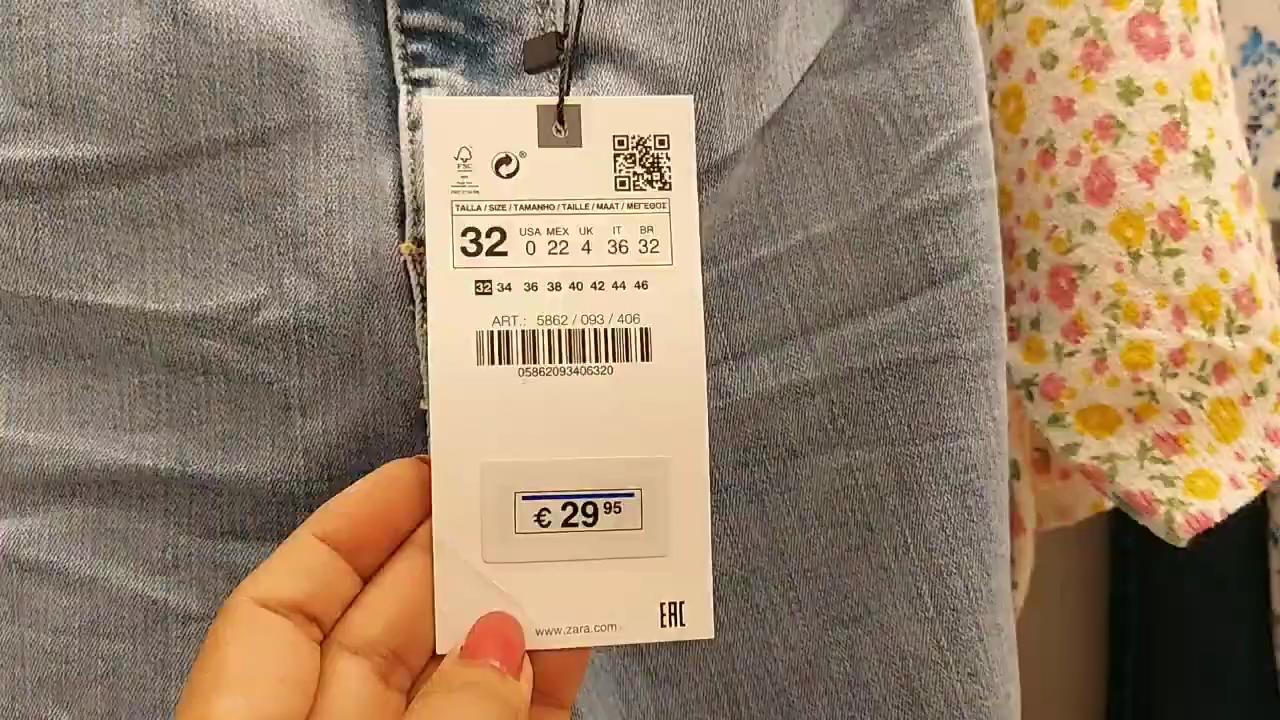 FSC
®
TALLA / SIZE / TAMANHO / TAILLE / MAAT / ΜΕΓΕΘΟΣ
32 USA 0 MEX 22 UK 4 IT 36 BR 32
32 34 36 38 40 42 44 46
ART.: 5862 / 093 / 406
05862093406320
€ 29 95
www.zara.com
EAC